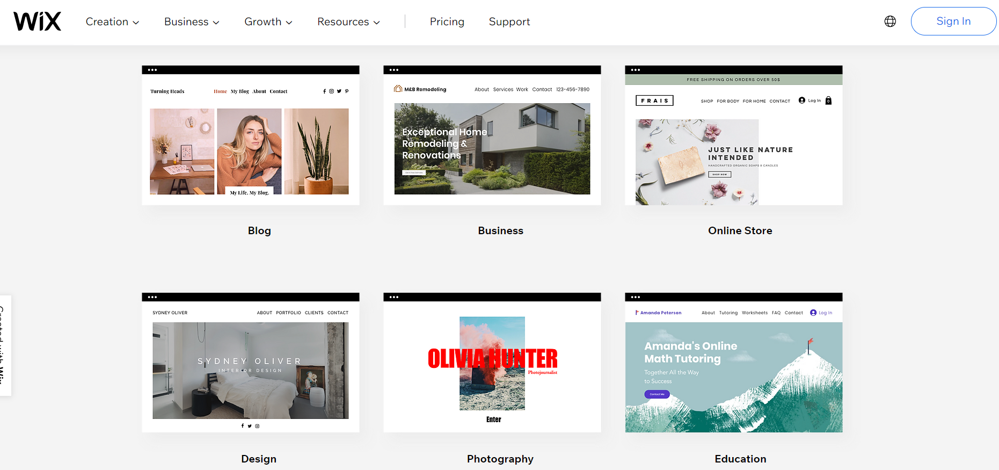 WiX Creation Business Growth Resources Pricing Support Sign In
Turning Heads Home My Blog About Contact
My Life. My Blog.
M&B Remodeling About Services Work Contact 123-456-7890
Exceptional Home
Remodeling &
Renovations
FREE SHIPPING ON ORDERS OVER 50$
FRAIS SHOP FOR BODY FOR HOME CONTACT Log In 0
JUST LIKE NATURE
INTENDED
HANDCRAFTED ORGANIC SOAPS & CANDLES
SHOP NOW
Blog Business Online Store
Created with Wix
SYDNEY OLIVER ABOUT PORTFOLIO CLIENTS CONTACT
SYDNEY OLIVER
INTERIOR DESIGN
OLIVIA HUNTER
Photojournalist
Enter
Amanda Peterson About Tutoring Worksheets FAQ Contact Log In
Amanda's Online
Math Tutoring
Together All the Way
to Success
Contact Me
Design Photography Education